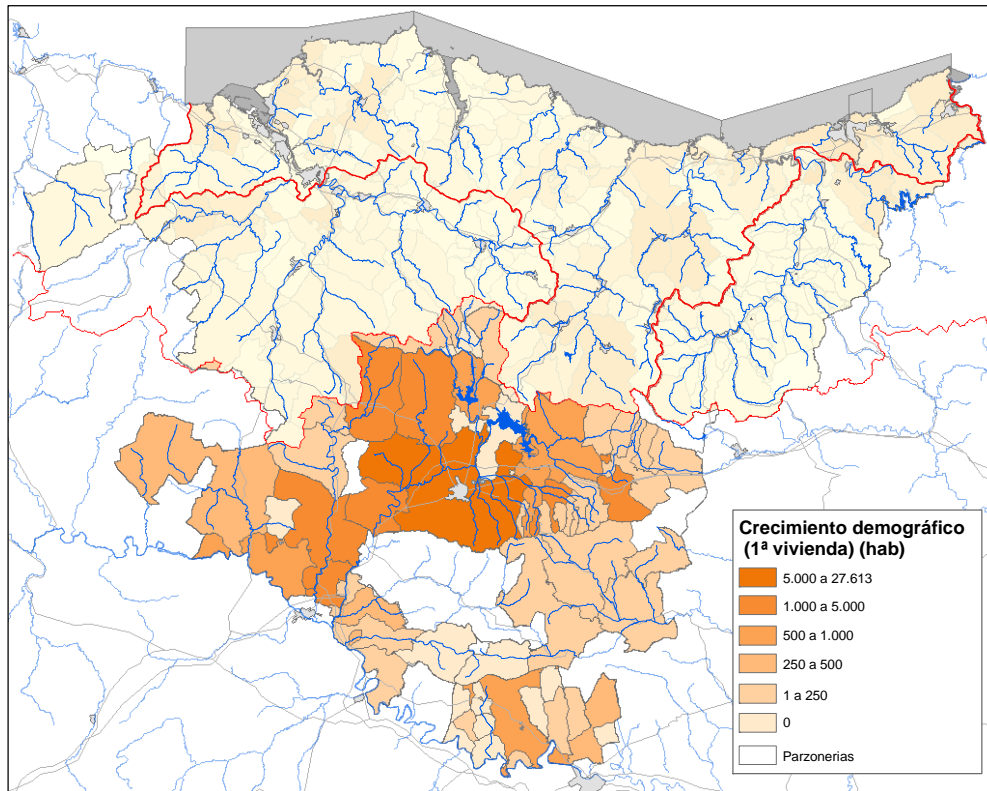 Crecimiento demográfico
(1ª vivienda) (hab)
5.000 a 27.613
1.000 a 5.000
500 a 1.000
250 a 500
1 a 250
0
Parzonerias